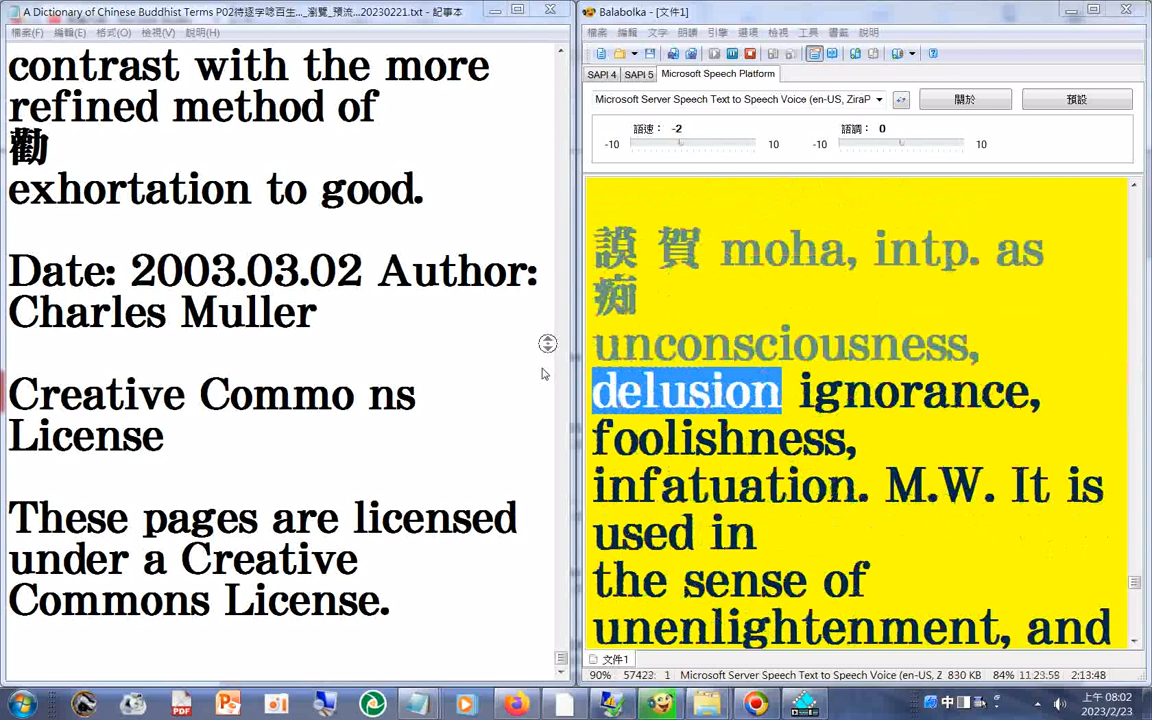 A Dictionary of Chinese Buddhist Terms P02待逐字唸百生..._瀏覽_預流...20230221.txt - 記事本
檔案(F) 編輯(E) 格式(O) 檢視(V) 說明(H)
contrast with the more
refined method of
勸
exhortation to good.
Date: 2003.03.02 Author:
Charles Muller
Creative Commo ns
License
These pages are licensed
under a Creative
Commons License.
Balabolka - [文件1]
檔案 編輯 文字 朗讀 引擎 選項 檢視 工具 書籤 說明
SAPI 4 SAPI 5 Microsoft Speech Platform
Microsoft Server Speech Text to Speech Voice (en-US, ZiraP
關於
預設
語速： -2 語調： 0
-10 10 -10 10
謨 賀 moha, intp. as
痴
unconsciousness,
delusion ignorance,
foolishness,
infatuation. M.W. It is
used in
the sense of
unenlightenment, and
文件1
90% 57422: 1 Microsoft Speech Text to Speech Voice (en-US, Z 830 KB 84% 11:23:58 2:13:48
中
上午 08:02
2023/2/23